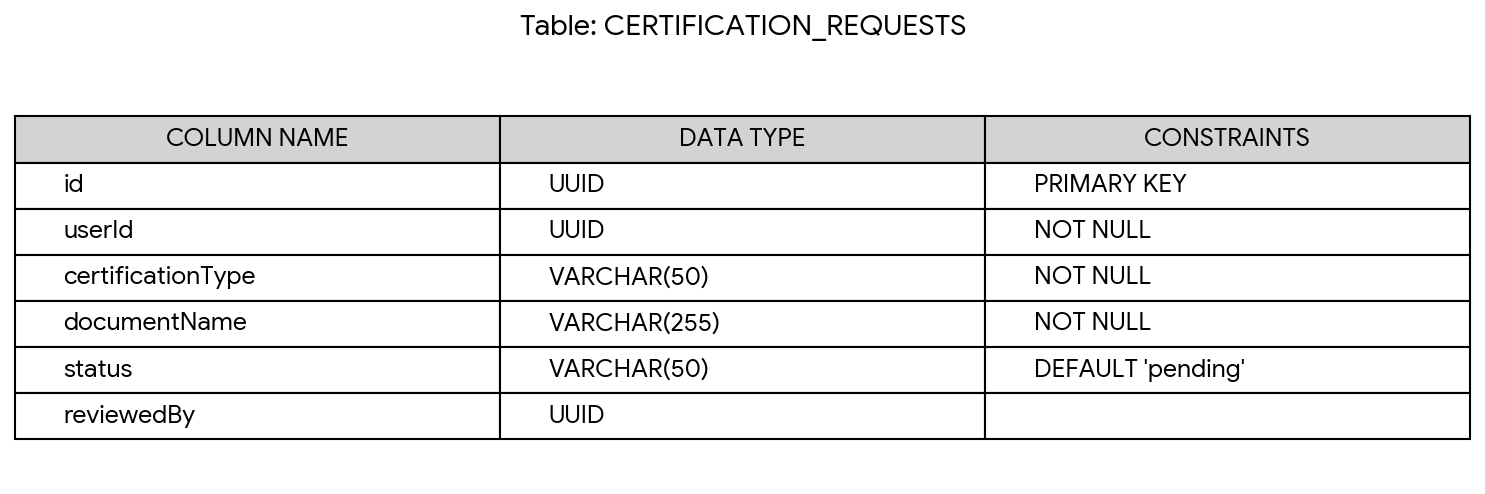 Table: CERTIFICATION_REQUESTS
COLUMN NAME DATA TYPE CONSTRAINTS
id UUID PRIMARY KEY
userId UUID NOT NULL
certificationType VARCHAR(50) NOT NULL
documentName VARCHAR(255) NOT NULL
status VARCHAR(50) DEFAULT 'pending'
reviewedBy UUID